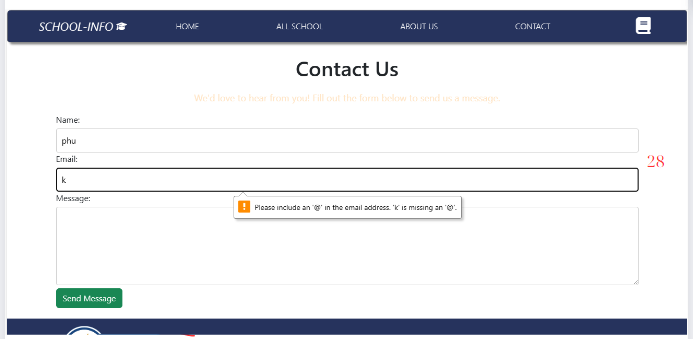 SCHOOL-INFO HOME ALL SCHOOL ABOUT US CONTACT
Contact Us
We'd love to hear from you! Fill out the form below to send us a message.
Name:
phu
28
Email:
k
Message:
Please include an '@' in the email address. 'k' is missing an '@'.
Send Message